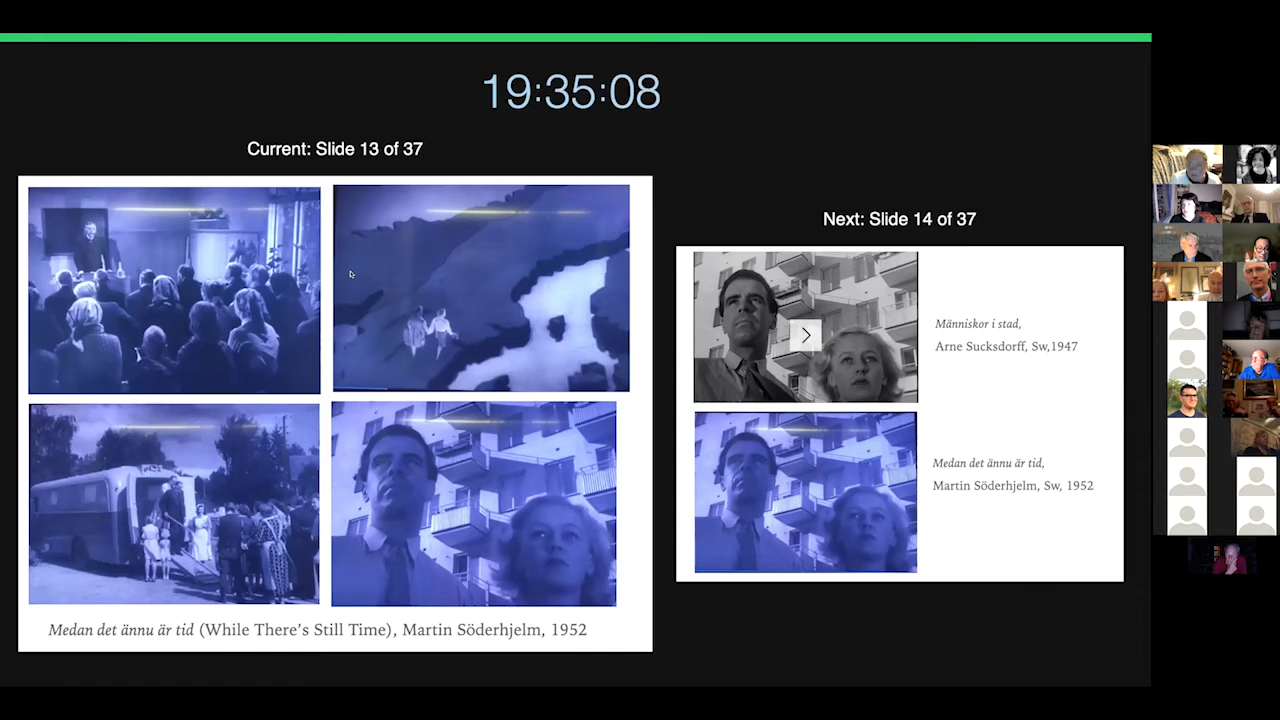 19:35:08
Current: Slide 13 of 37
Next: Slide 14 of 37
Människor i stad,
Arne Sucksdorff, Sw,1947
Medan det ännu är tid,
Martin Söderhjelm, Sw, 1952
Medan det ännu är tid (While There’s Still Time), Martin Söderhjelm, 1952